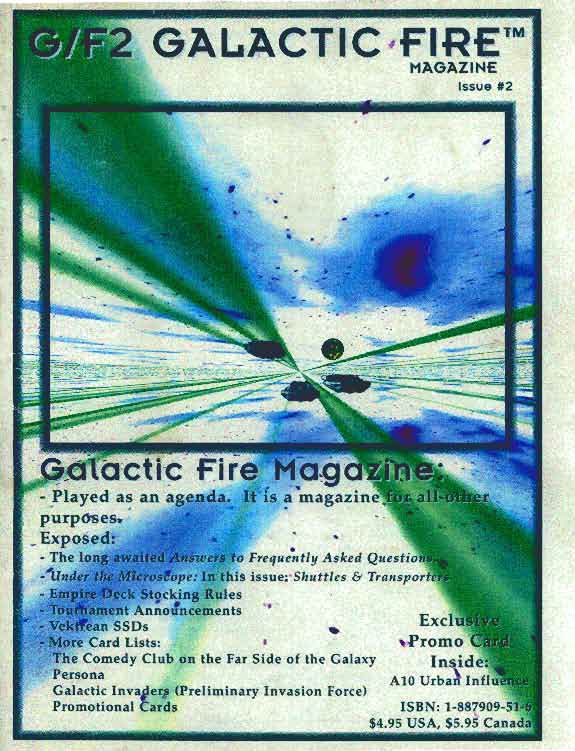 G/F2 GALACTIC FIRE™
MAGAZINE
Issue #2
Galactic Fire Magazine:
- Played as an agenda. It is a magazine for all other
purposes.
Exposed:
- The long awaited Answers to Frequently Asked Questions.
- Under the Microscope: In this issue: Shuttles & Transporters
- Empire Deck Stocking Rules
- Tournament Announcements
- Vektrean SSDs
- More Card Lists:
The Comedy Club on the Far Side of the Galaxy
Persona
Galactic Invaders (Preliminary Invasion Force)
Promotional Cards
Exclusive
Promo Card
Inside:
A10 Urban Influence
ISBN: 1-887909-51-6
$4.95 USA, $5.95 Canada